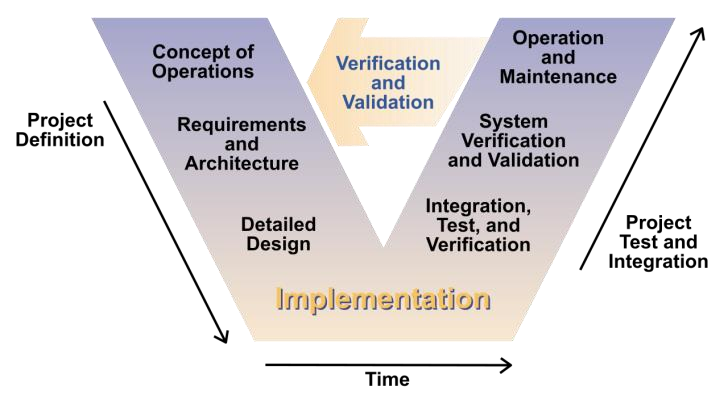 Concept of
Operations
Verification
and
Validation
Operation
and
Maintenance
Project
Definition
Requirements
and
Architecture
System
Verification
and Validation
Detailed
Design
Integration,
Test, and
Verification
Project
Test and
Integration
Implementation
Time